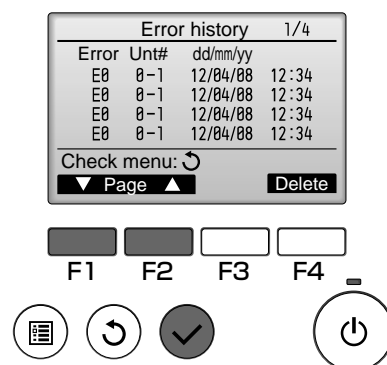 Error history 1/4
Error Unt# dd/mm/yy
E0 0-1 12/04/08 12:34
E0 0-1 12/04/08 12:34
E0 0-1 12/04/08 12:34
E0 0-1 12/04/08 12:34
Check menu:
▼ Page ▲ Delete
F1 F2 F3 F4